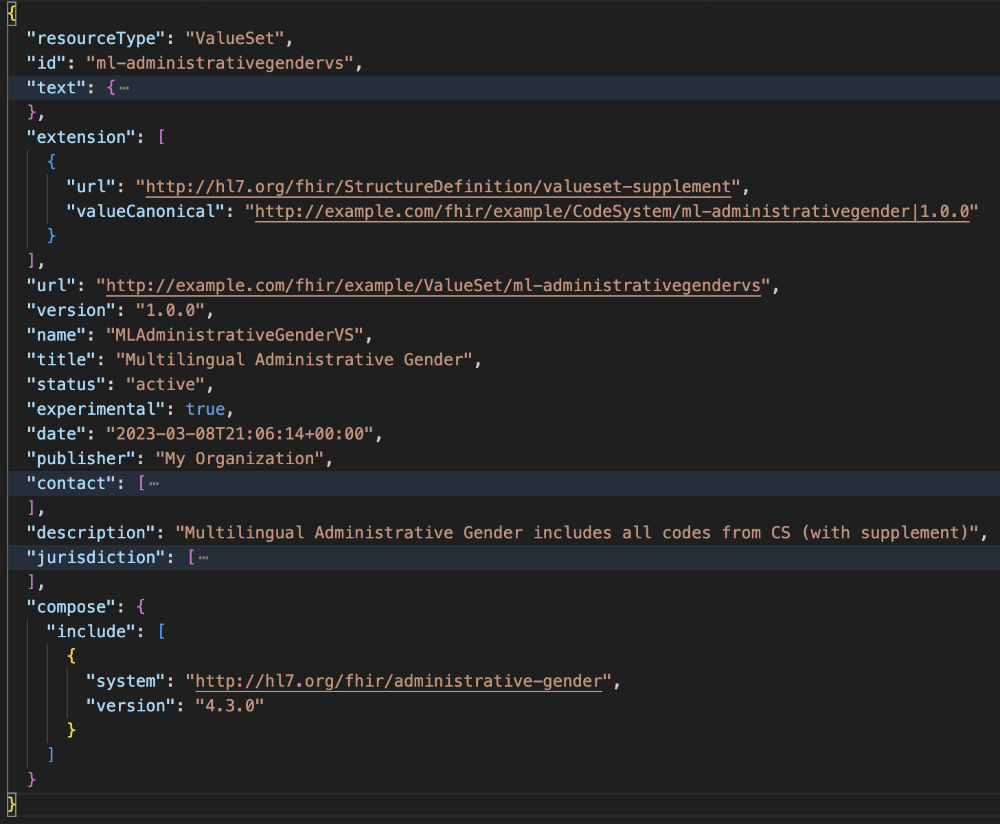 {
  "resourceType": "ValueSet",
  "id": "ml-administrativegendervs",
  "text": {⋯
  },
  "extension": [
    {
      "url": "http://hl7.org/fhir/StructureDefinition/valueset-supplement",
      "valueCanonical": "http://example.com/fhir/example/CodeSystem/ml-administrativegender|1.0.0"
    }
  ],
  "url": "http://example.com/fhir/example/ValueSet/ml-administrativegendervs",
  "version": "1.0.0",
  "name": "MLAdministrativeGenderVS",
  "title": "Multilingual Administrative Gender",
  "status": "active",
  "experimental": true,
  "date": "2023-03-08T21:06:14+00:00",
  "publisher": "My Organization",
  "contact": [⋯
  ],
  "description": "Multilingual Administrative Gender includes all codes from CS (with supplement)",
  "jurisdiction": [⋯
  ],
  "compose": {
    "include": [
      {
        "system": "http://hl7.org/fhir/administrative-gender",
        "version": "4.3.0"
      }
    ]
  }
}